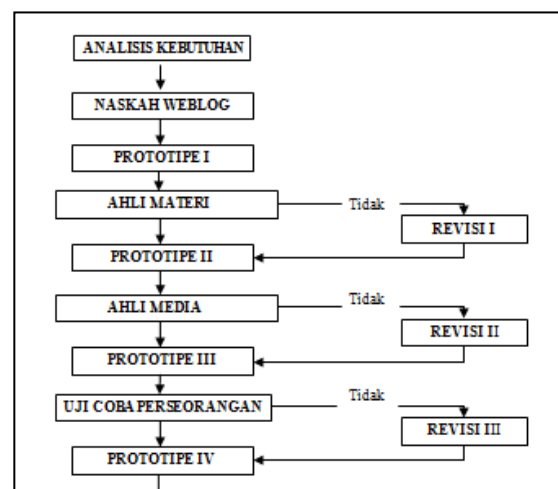 ANALISIS KEBUTUHAN
NASKAH WEBLOG
PROTOTIPE I
AHLI MATERI
Tidak
REVISI I
PROTOTIPE II
AHLI MEDIA
Tidak
REVISI II
PROTOTIPE III
UJI COBA PERSEORANGAN
Tidak
REVISI III
PROTOTIPE IV